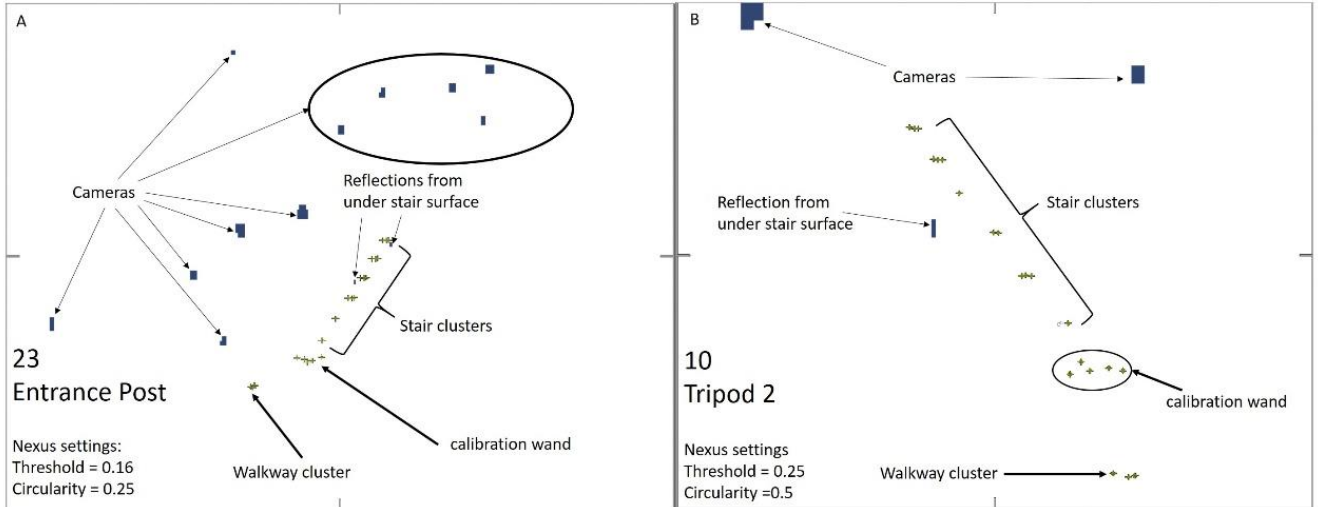 A
Cameras
Reflections from
under stair surface
Stair clusters
23
Entrance Post
calibration wand
Nexus settings:
Threshold = 0.16
Circularity = 0.25
Walkway cluster
B
Cameras
Reflection from
under stair surface
Stair clusters
10
Tripod 2
calibration wand
Nexus settings
Threshold = 0.25
Circularity =0.5
Walkway cluster